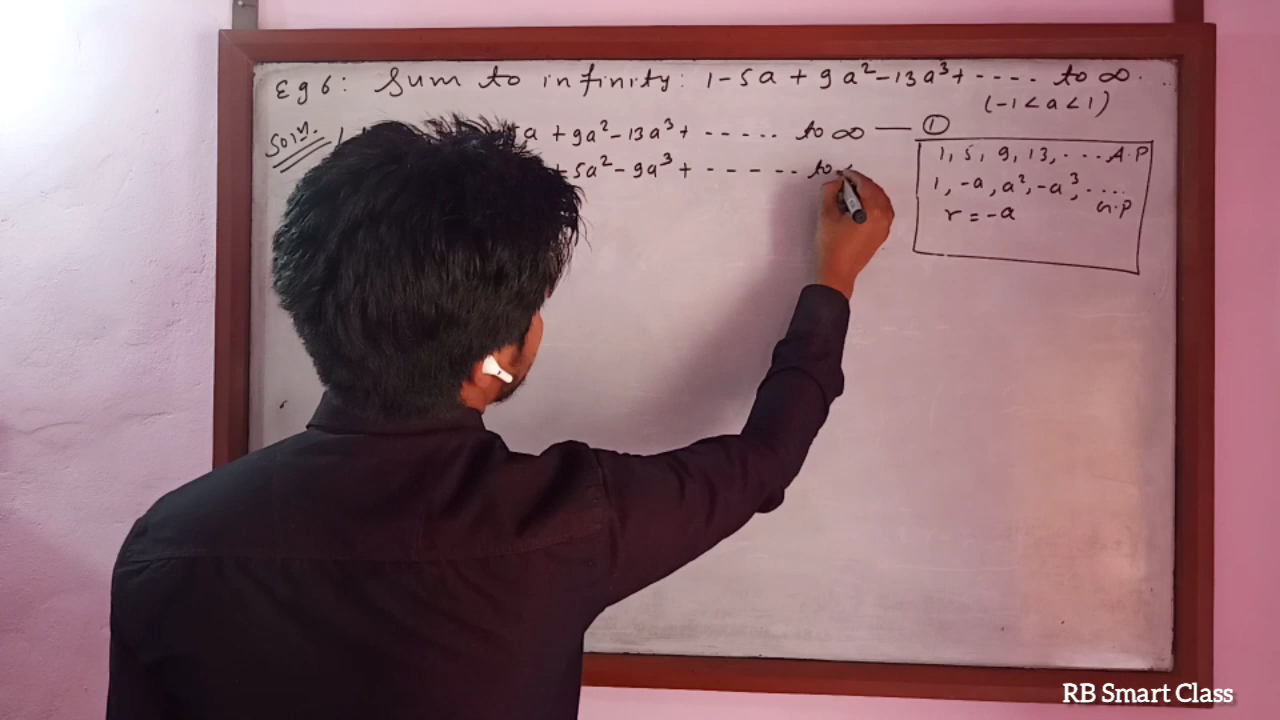 Eg 6: Sum to infinity: 1-5a + 9a²-13a³+ ---- to ∞.
(-1<a<1)
Soln. 5a + 9a²-13a³+ ----- to ∞ — ①
+5a² - 9a³+ ----- to
1, 5, 9, 13, ---- A.P
1, -a, a², -a³, ....
G.P
r = -a
RB Smart Class